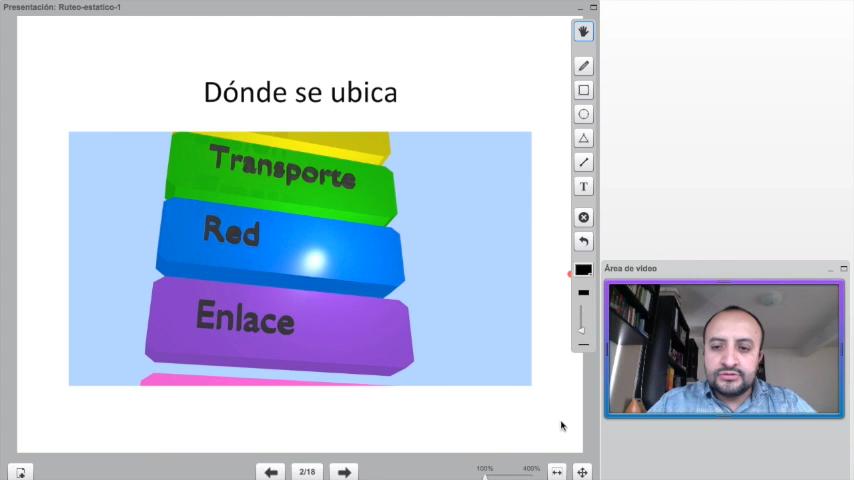 Presentación: Ruteo-estatico-1
Dónde se ubica
Transporte
Red
Enlace
T
2/18
100%
400%
Área de video